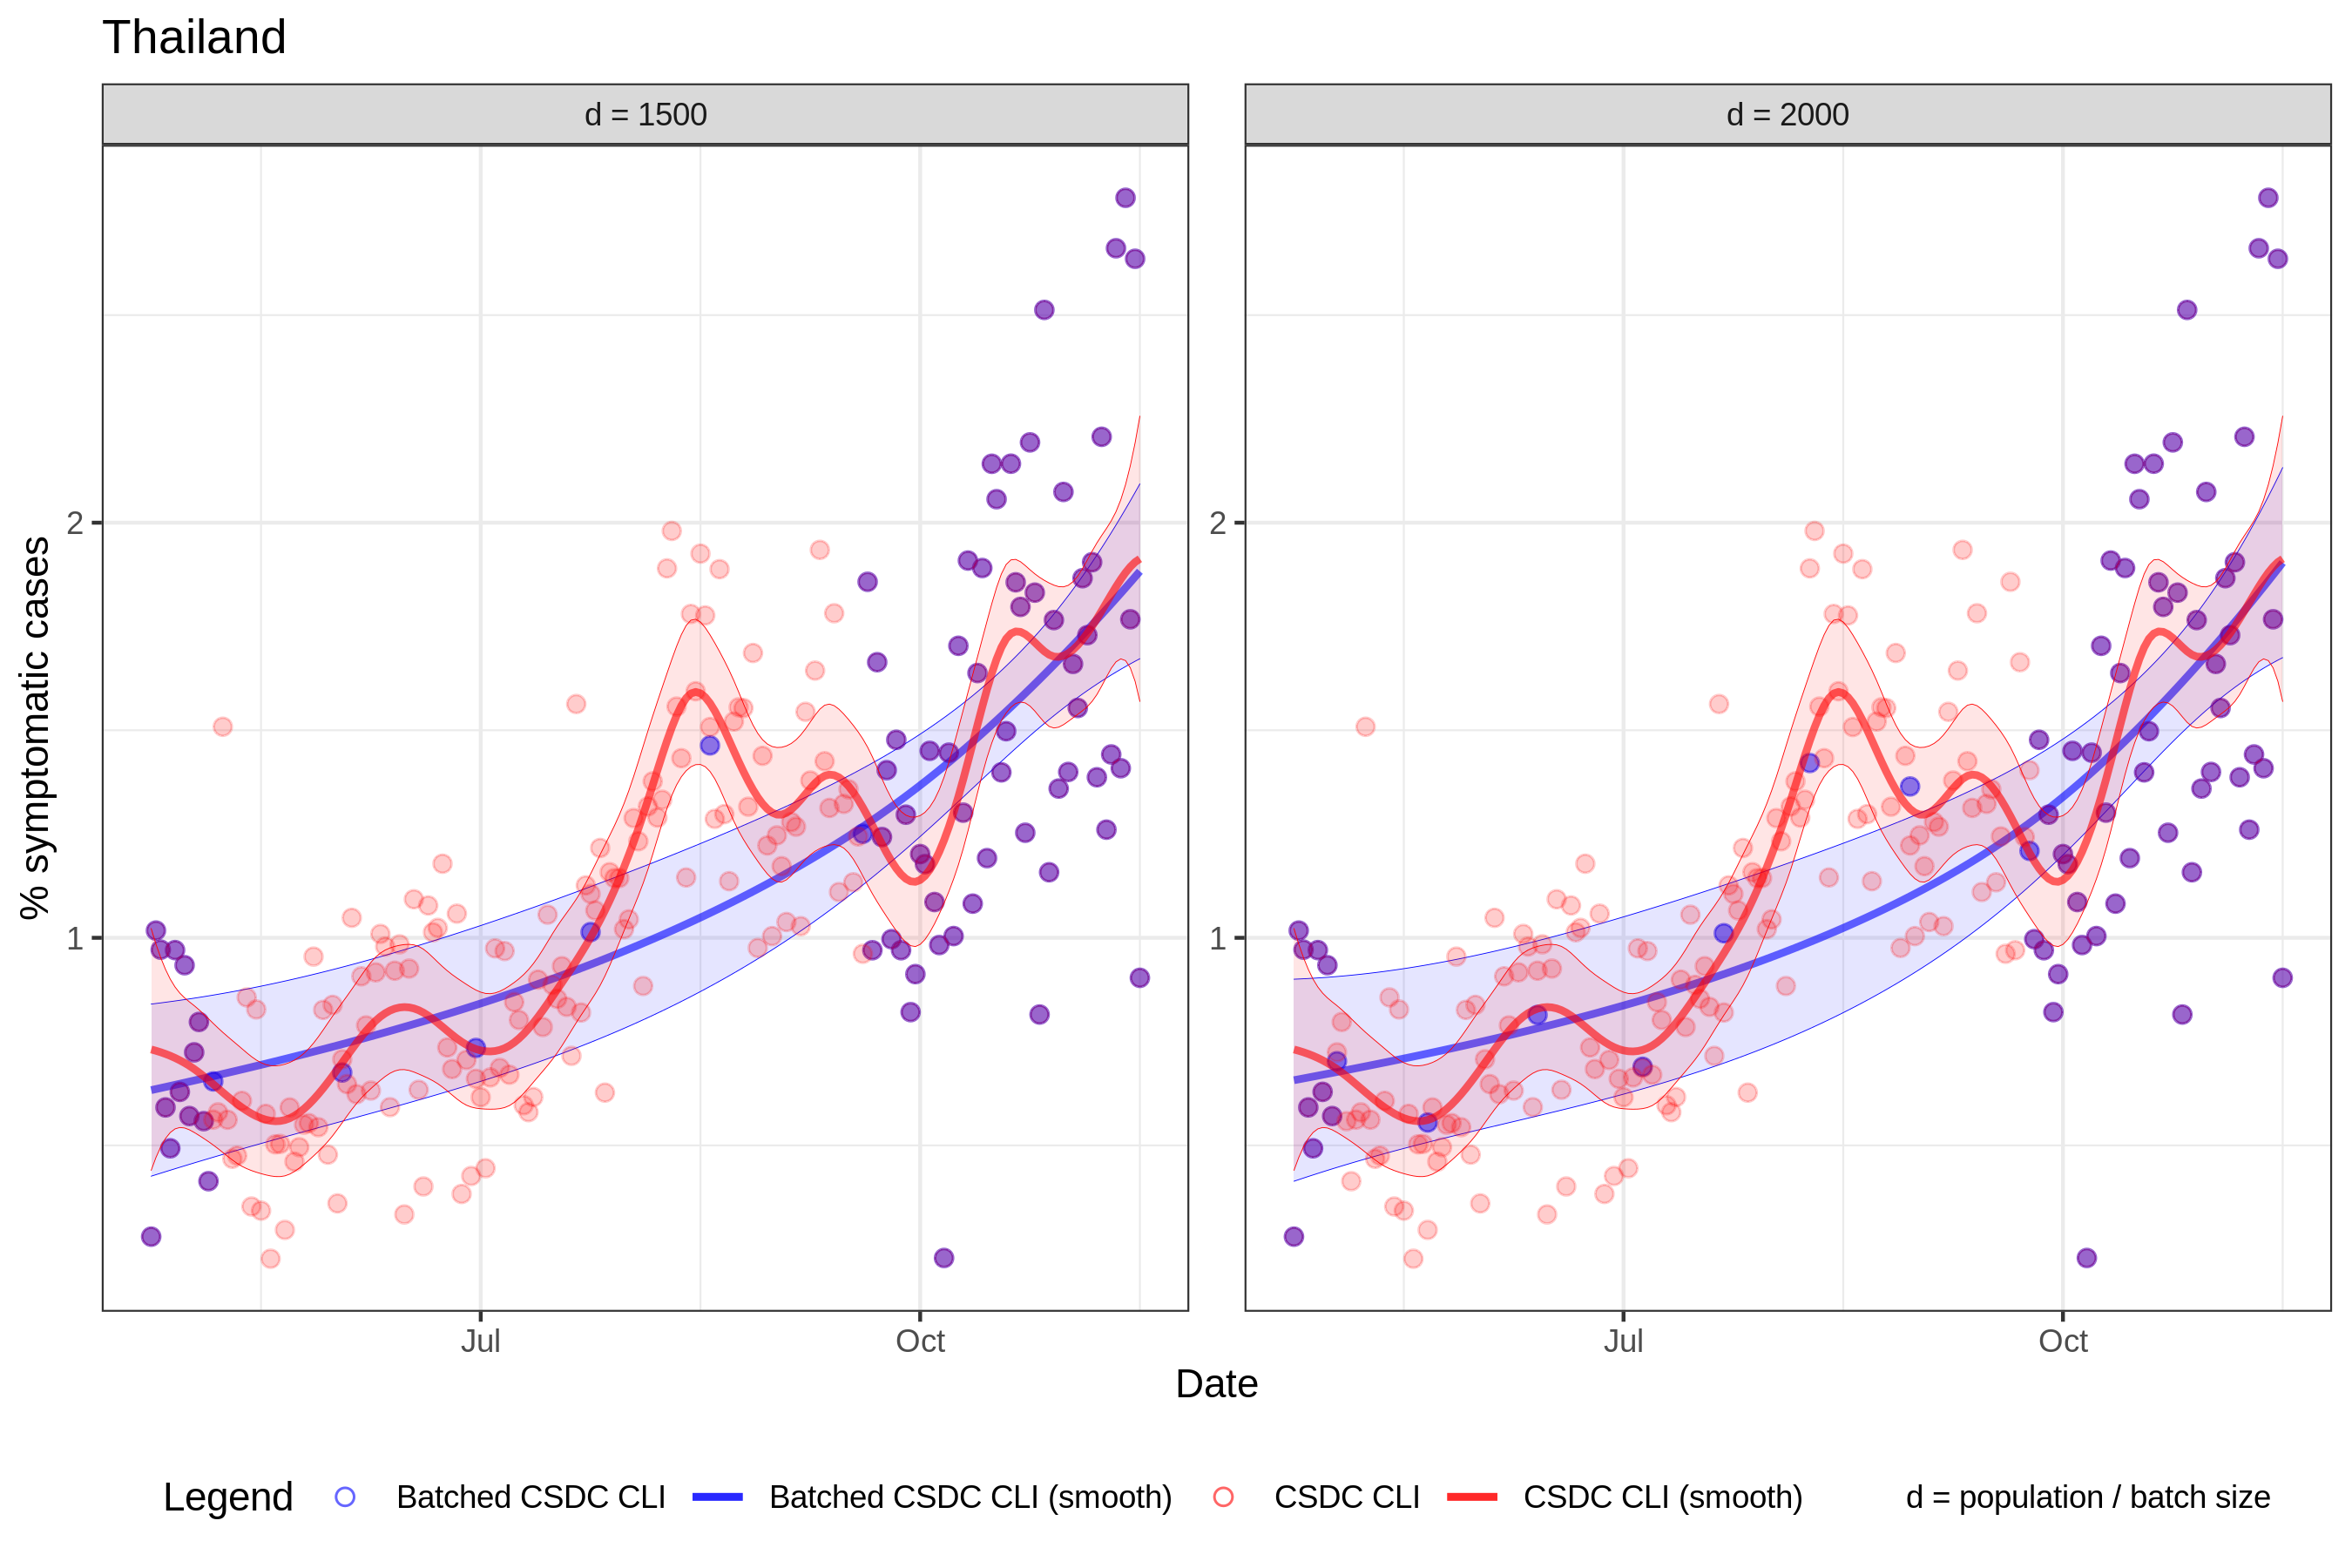 Thailand
d = 1500
d = 2000
% symptomatic cases
2
1
2
1
Jul
Oct
Jul
Oct
Date
Legend
Batched CSDC CLI
Batched CSDC CLI (smooth)
CSDC CLI
CSDC CLI (smooth)
d = population / batch size